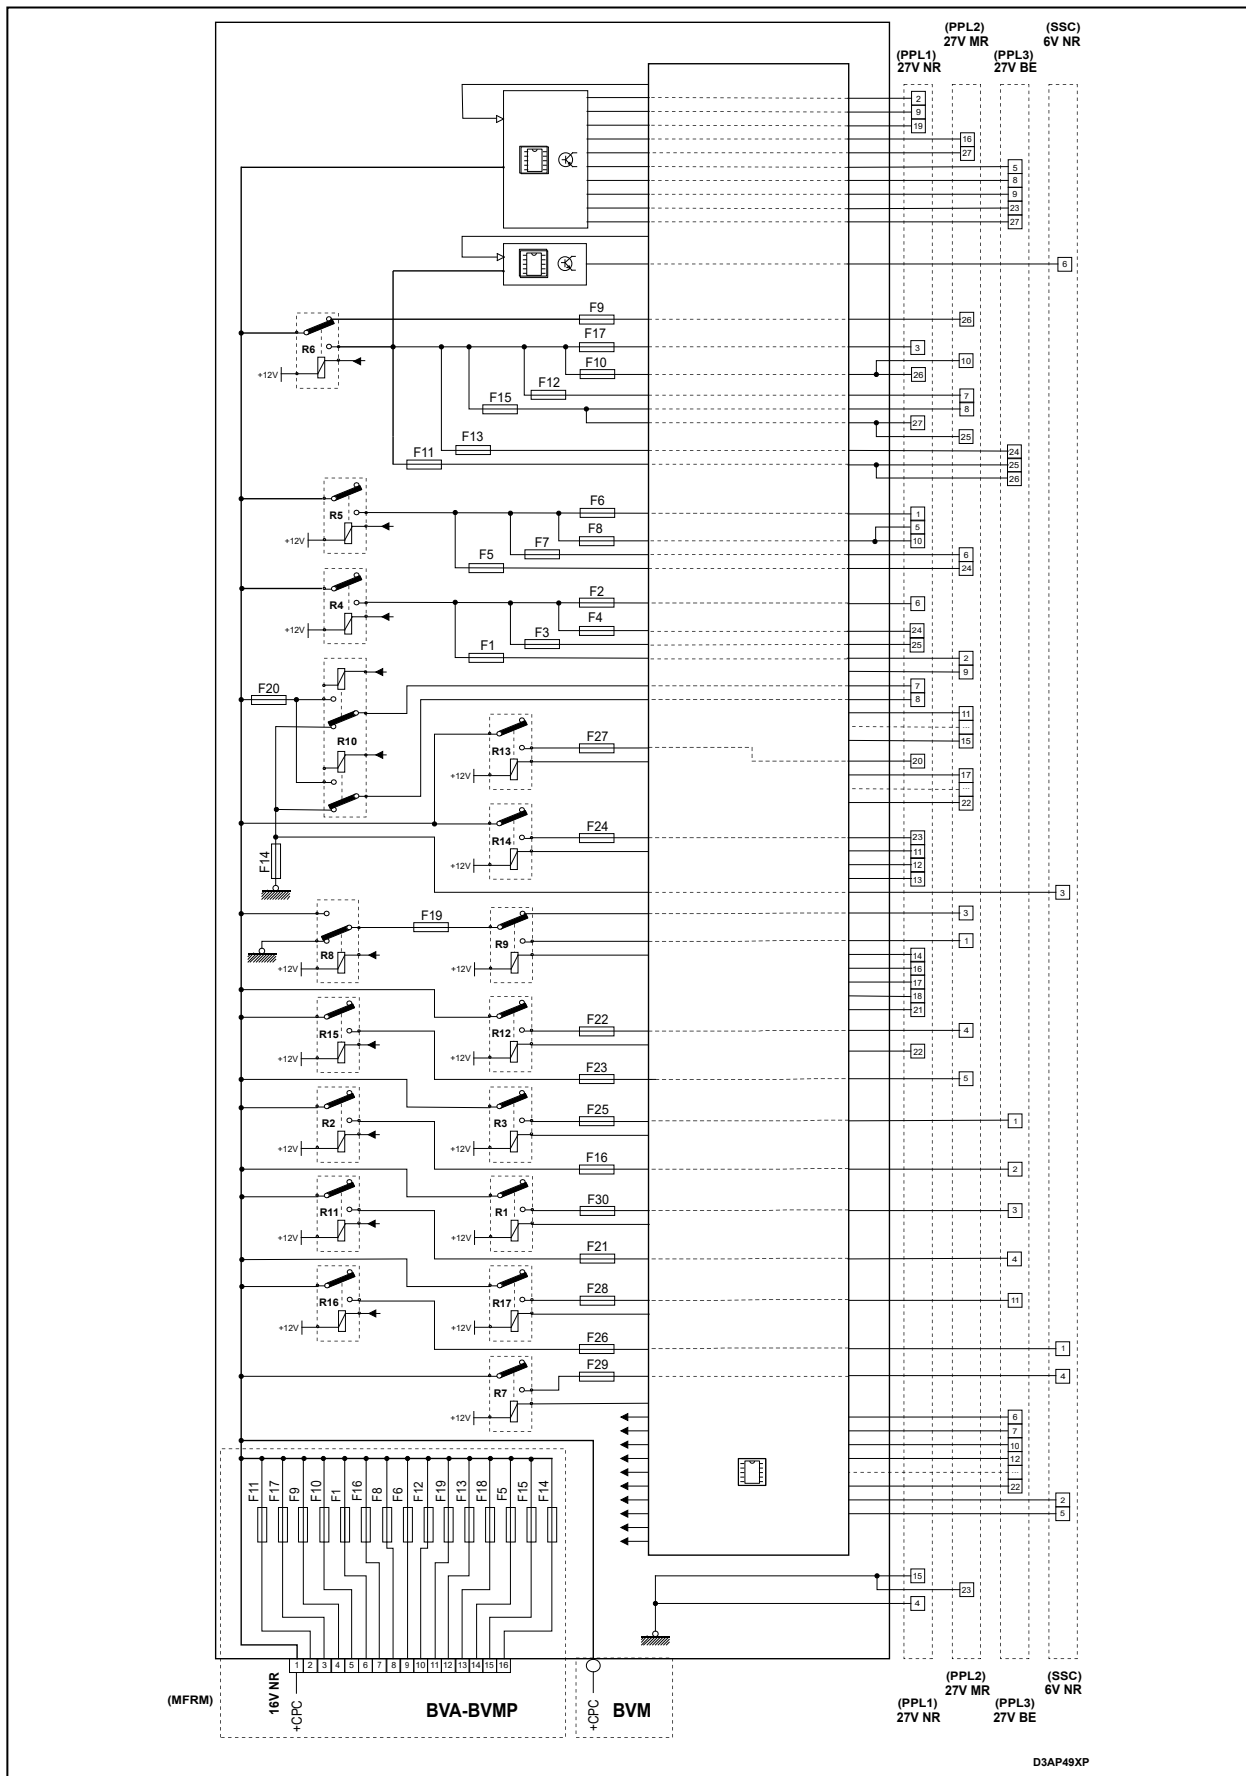 (PPL2) (SSC)
27V MR 6V NR
(PPL1) (PPL3)
27V NR 27V BE
2
9
19
16
27
5
8
9
23
27
6
F9
26
R6
F17
3
10
+12V
F10
26
F12
7
F15
8
27
25
F13
24
F11
25
26
R5
F6
1
5
+12V
F8
10
F7
6
F5
24
R4
F2
6
+12V
F4
24
F3
25
F1
2
9
F20
7
8
R10
11
...
15
R13
F27
20
+12V
17
...
22
R14
F24
23
11
+12V
12
13
F14
3
F19
3
R8
R9
1
+12V
+12V
14
16
17
18
21
R15
R12
F22
4
+12V
+12V
22
F23
5
R2
R3
F25
1
+12V
+12V
F16
2
R11
R1
F30
3
+12V
+12V
F21
4
R16
R17
F28
11
+12V
+12V
F26
1
R7
F29
4
+12V
6
7
10
12
...
22
2
5
F11 F17 F9 F10 F1 F16 F8 F6 F12 F19 F13 F18 F5 F15 F14
15
23
4
1 2 3 4 5 6 7 8 9 10 11 12 13 14 15 16
(MFRM)
16V NR
+CPC
BVA-BVMP
+CPC
BVM
(PPL2) (SSC)
27V MR 6V NR
(PPL1) (PPL3)
27V NR 27V BE
D3AP49XP